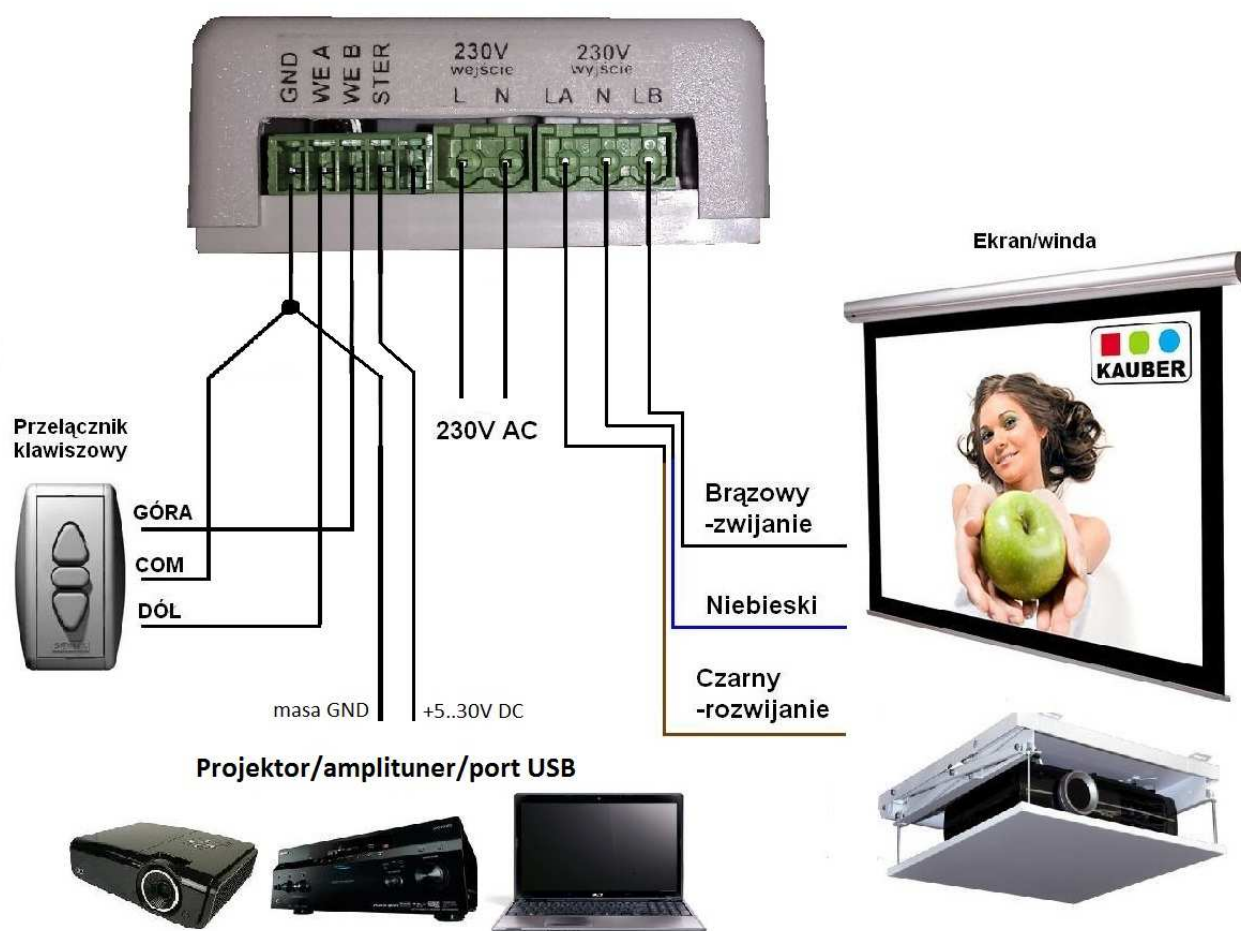 GND
WE A
WE B
STER
230V
wejście
L N
230V
wyjście
LA N LB
Ekran/winda
KAUBER
230V AC
Przełącznik
klawiszowy
GÓRA
COM
DÓL
Brązowy
-zwijanie
Niebieski
Czarny
-rozwijanie
masa GND
+5..30V DC
Projektor/amplituner/port USB